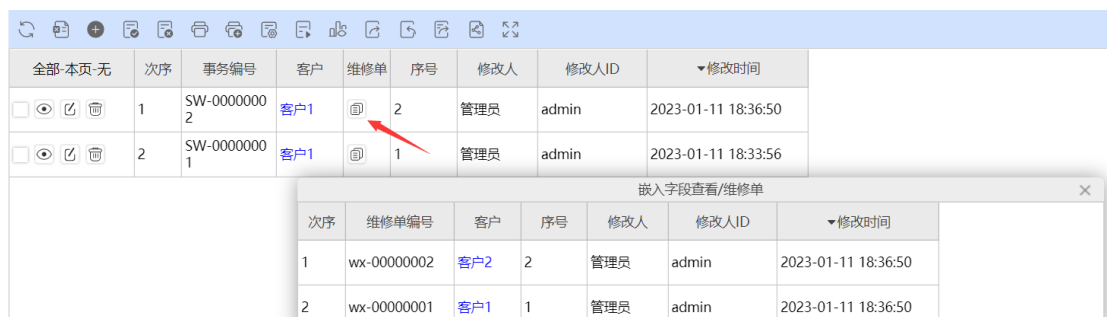 全部-本页-无 次序 事务编号 客户 维修单 序号 修改人 修改人ID ▼修改时间
1 SW-0000000 客户1 2 管理员 admin 2023-01-11 18:36:50
2
2 SW-0000000 客户1 1 管理员 admin 2023-01-11 18:33:56
1
嵌入字段查看/维修单
次序 维修单编号 客户 序号 修改人 修改人ID ▼修改时间
1 wx-00000002 客户2 2 管理员 admin 2023-01-11 18:36:50
2 wx-00000001 客户1 1 管理员 admin 2023-01-11 18:36:50